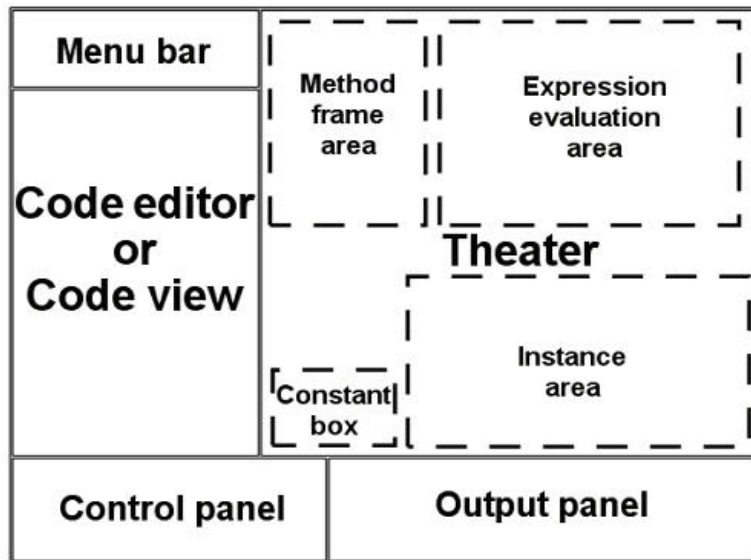 Menu bar
Code editor
or
Code view
Method
frame
area
Expression
evaluation
area
Theater
Instance
area
Constant
box
Control panel
Output panel